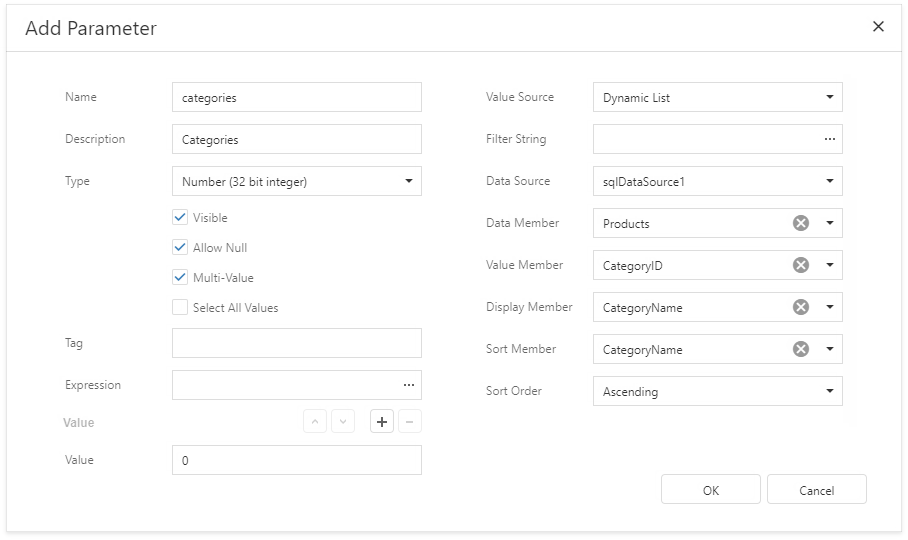 Add Parameter
Name
categories
Description
Categories
Type
Number (32 bit integer)
Visible
Allow Null
Multi-Value
Select All Values
Tag
Expression
...
Value
Value
0
Value Source
Dynamic List
Filter String
...
Data Source
sqlDataSource1
Data Member
Products
Value Member
CategoryID
Display Member
CategoryName
Sort Member
CategoryName
Sort Order
Ascending
OK
Cancel